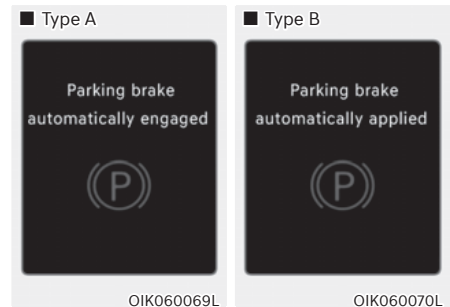 ■ Type A
Parking brake
automatically engaged
P
OIK060069L
■ Type B
Parking brake
automatically applied
P
OIK060070L